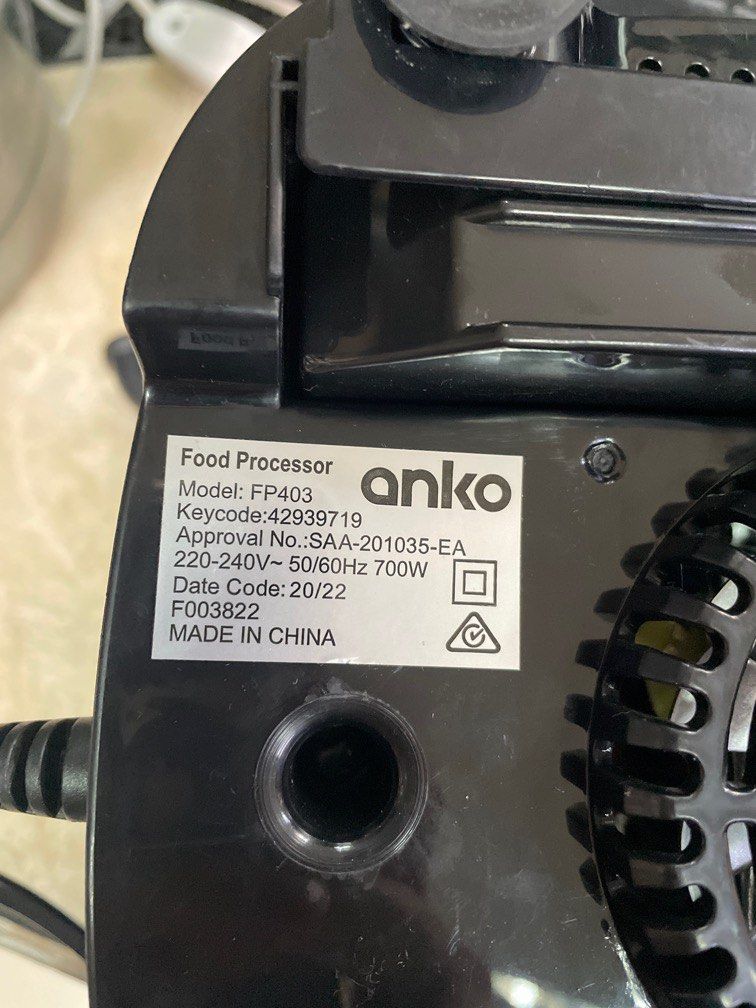 Food Processor
anko
Model: FP403
Keycode:42939719
Approval No.:SAA-201035-EA
220-240V~ 50/60Hz 700W
Date Code: 20/22
F003822
MADE IN CHINA